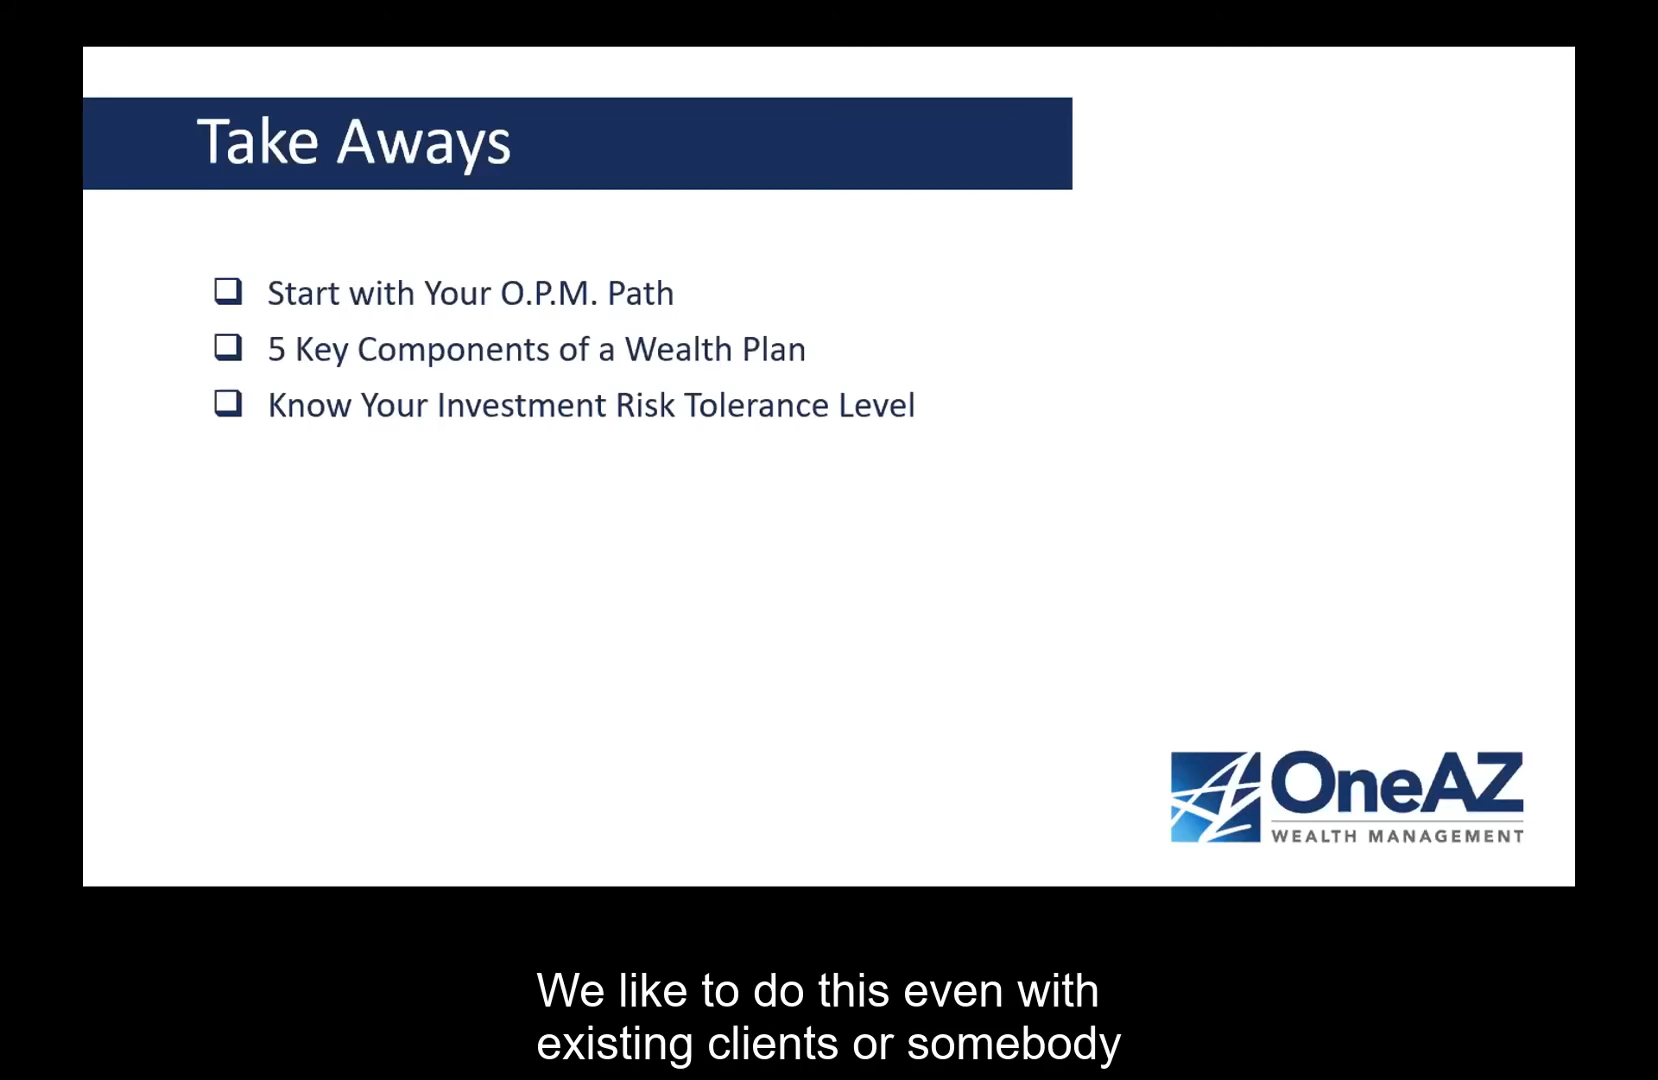 Take Aways
Start with Your O.P.M. Path
5 Key Components of a Wealth Plan
Know Your Investment Risk Tolerance Level
OneAZ
WEALTH MANAGEMENT
We like to do this even with
existing clients or somebody